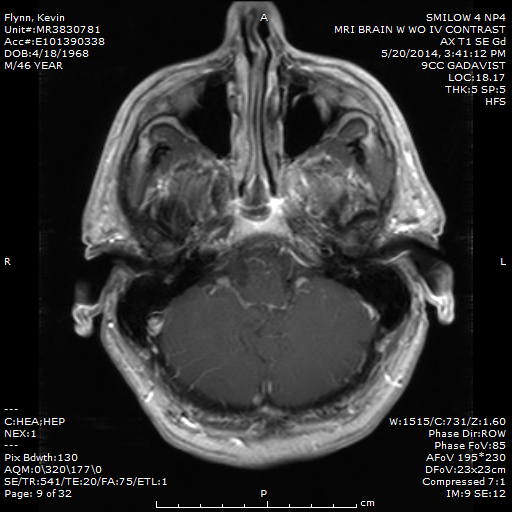 Flynn, Kevin
Unit#:MR3830781
Acc#:E101390338
DOB:4/18/1968
M/46 YEAR
A
SMILOW 4 NP4
MRI BRAIN W WO IV CONTRAST
AX T1 SE Gd
5/20/2014, 3:41:12 PM
9CC GADAVIST
LOC:18.17
THK:5 SP:5
HFS
R
L
---
C:HEA;HEP
NEX:1
---
Pix Bdwth:130
AQM:0\320\177\0
SE/TR:541/TE:20/FA:75/ETL:1
Page: 9 of 32
P
cm
W:1515/C:731/Z:1.60
Phase Dir:ROW
Phase FoV:85
AFoV 195*230
DFoV:23x23cm
Compressed 7:1
IM:9 SE:12